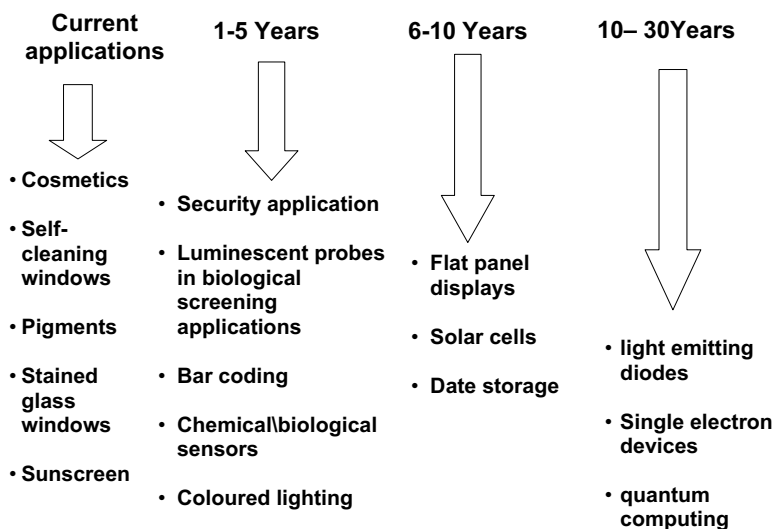 Current
applications
• Cosmetics
• Self-
cleaning
windows
• Pigments
• Stained
glass
windows
• Sunscreen
1-5 Years
• Security application
• Luminescent probes
in biological
screening
applications
• Bar coding
• Chemical\biological
sensors
• Coloured lighting
6-10 Years
• Flat panel
displays
• Solar cells
• Date storage
10– 30Years
• light emitting
diodes
• Single electron
devices
• quantum
computing